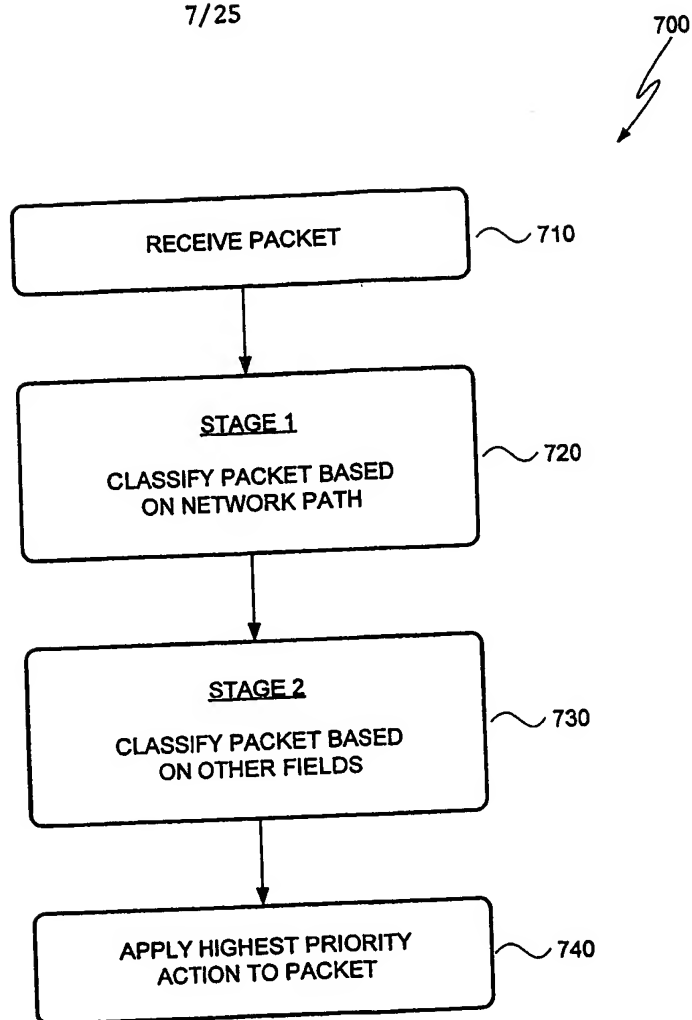 7/25
700
RECEIVE PACKET
710
STAGE 1
CLASSIFY PACKET BASED
ON NETWORK PATH
720
STAGE 2
CLASSIFY PACKET BASED
ON OTHER FIELDS
730
APPLY HIGHEST PRIORITY
ACTION TO PACKET
740